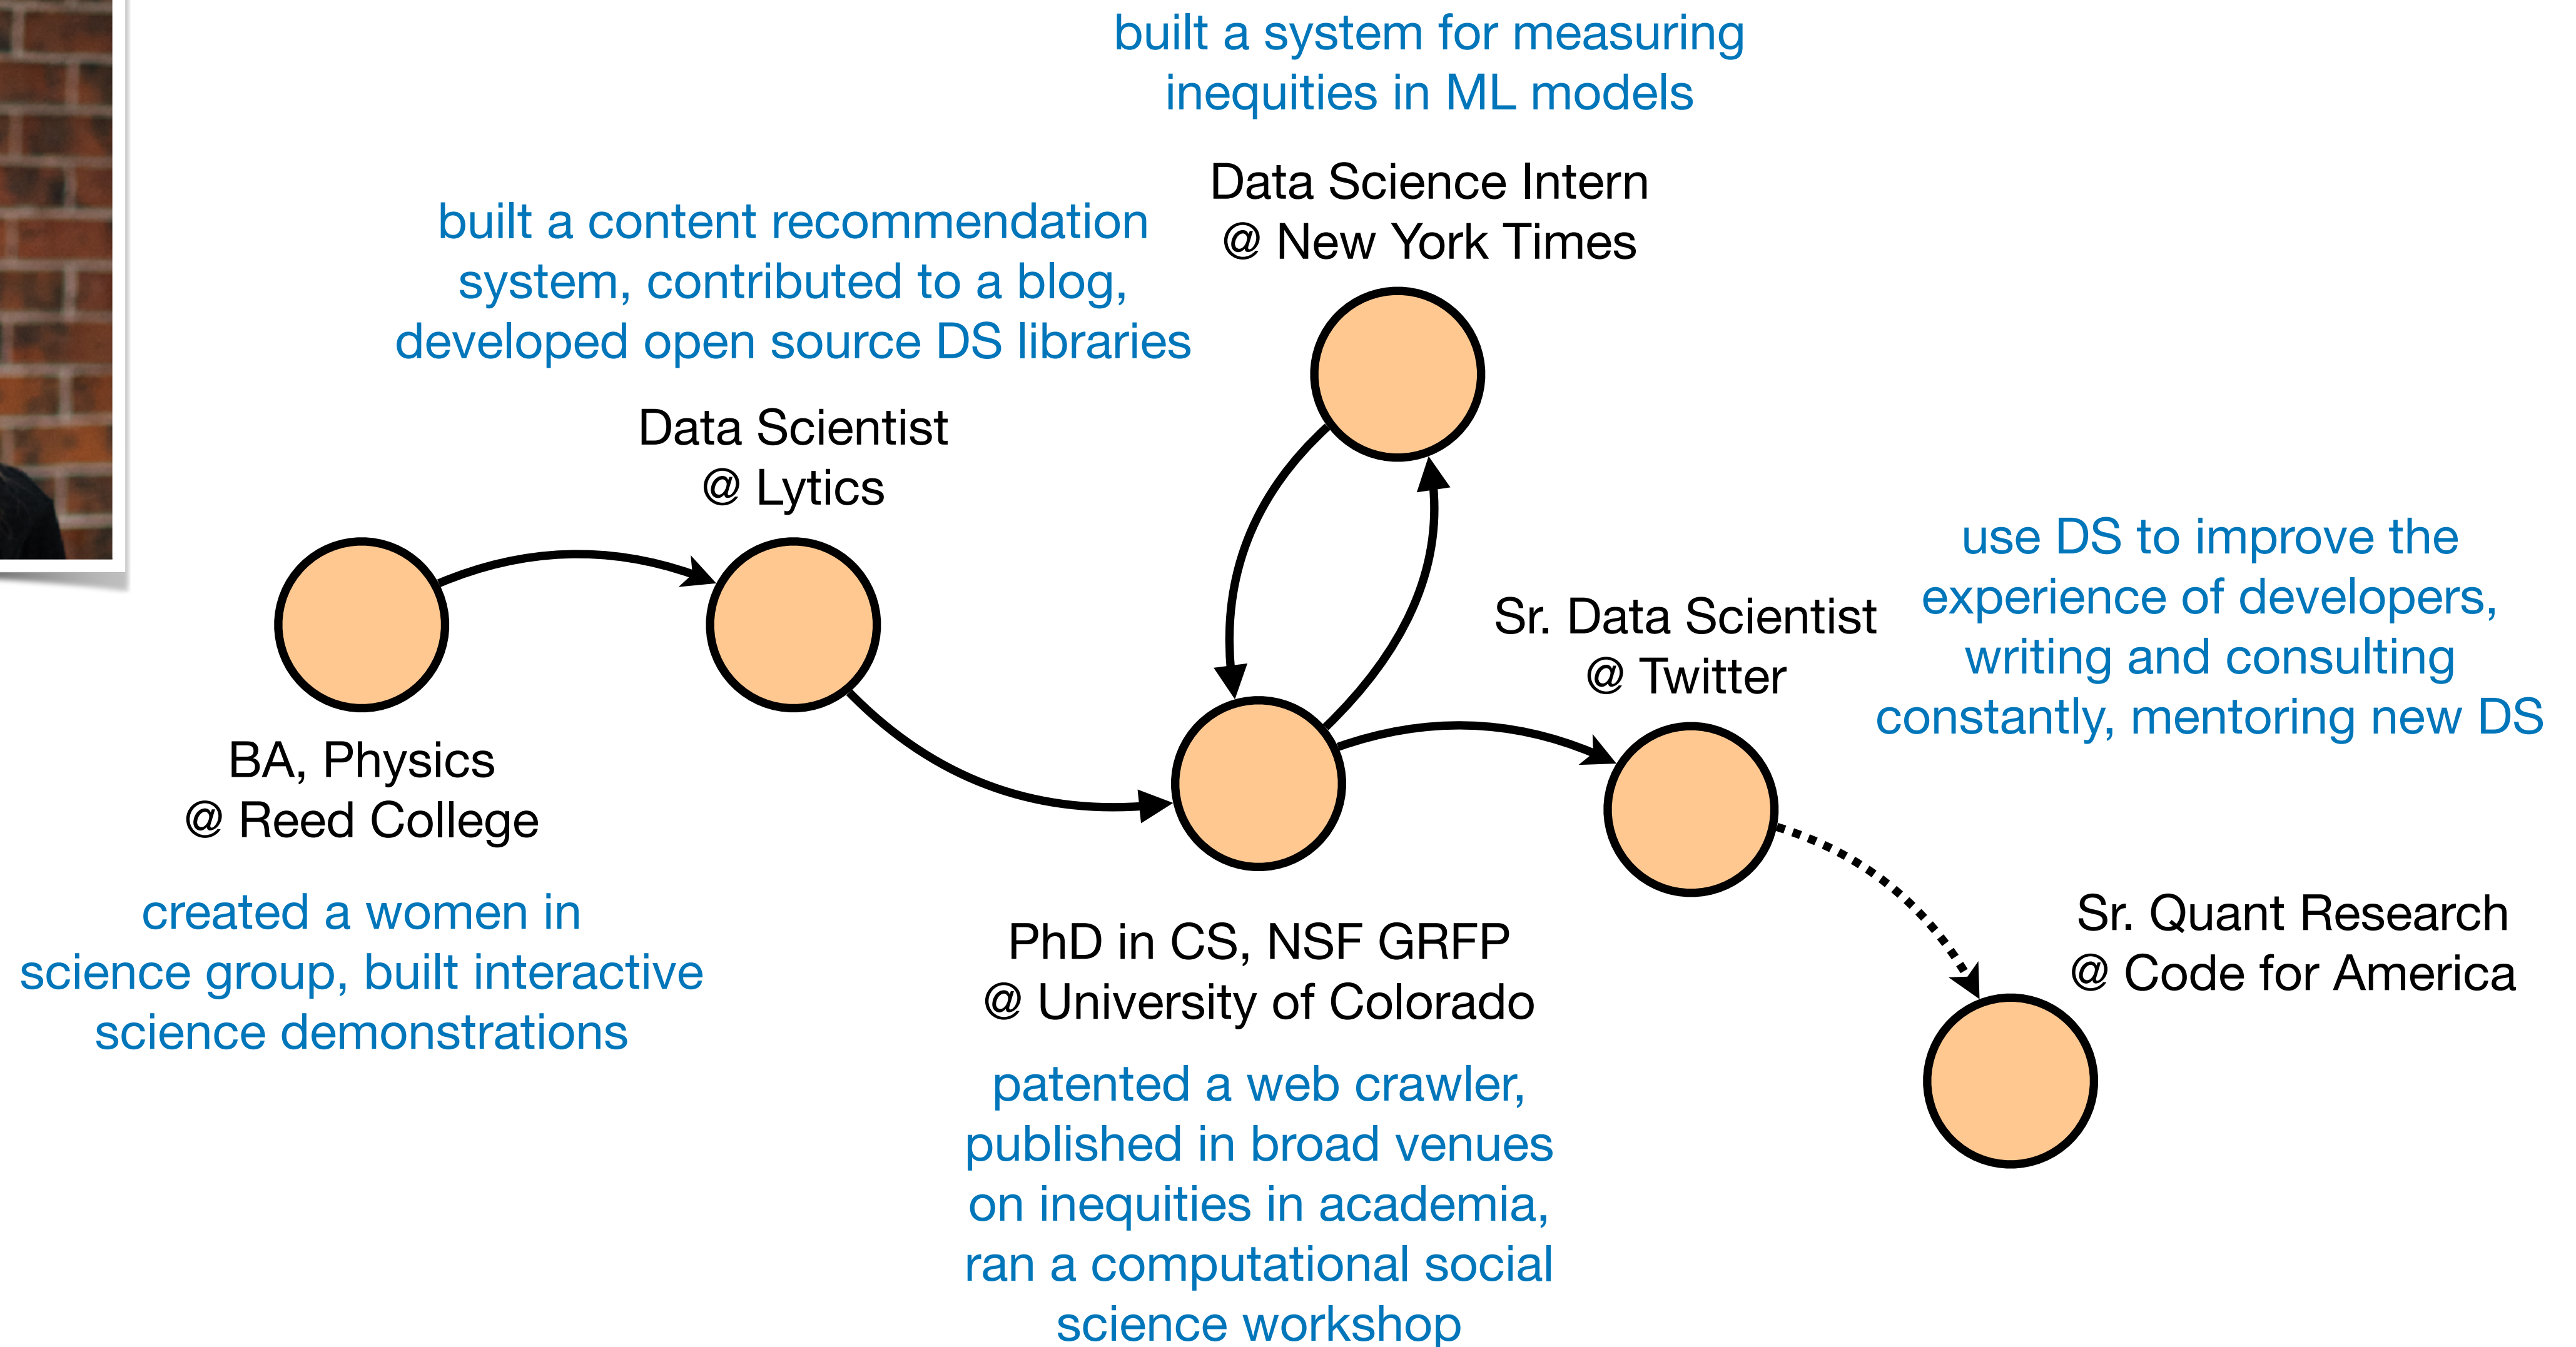 built a system for measuring
inequities in ML models
Data Science Intern
@ New York Times
built a content recommendation
system, contributed to a blog,
developed open source DS libraries
Data Scientist
@ Lytics
use DS to improve the
experience of developers,
writing and consulting
constantly, mentoring new DS
Sr. Data Scientist
@ Twitter
BA, Physics
@ Reed College
created a women in
science group, built interactive
science demonstrations
PhD in CS, NSF GRFP
@ University of Colorado
patented a web crawler,
published in broad venues
on inequities in academia,
ran a computational social
science workshop
Sr. Quant Research
@ Code for America